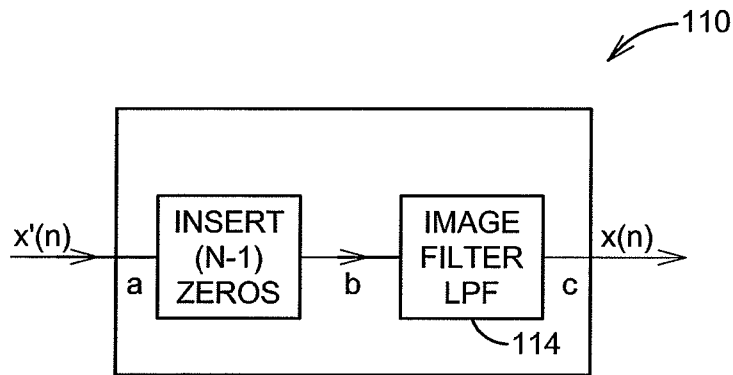 110
x'(n)
a
INSERT
(N-1)
ZEROS
b
IMAGE
FILTER
LPF
c
x(n)
114